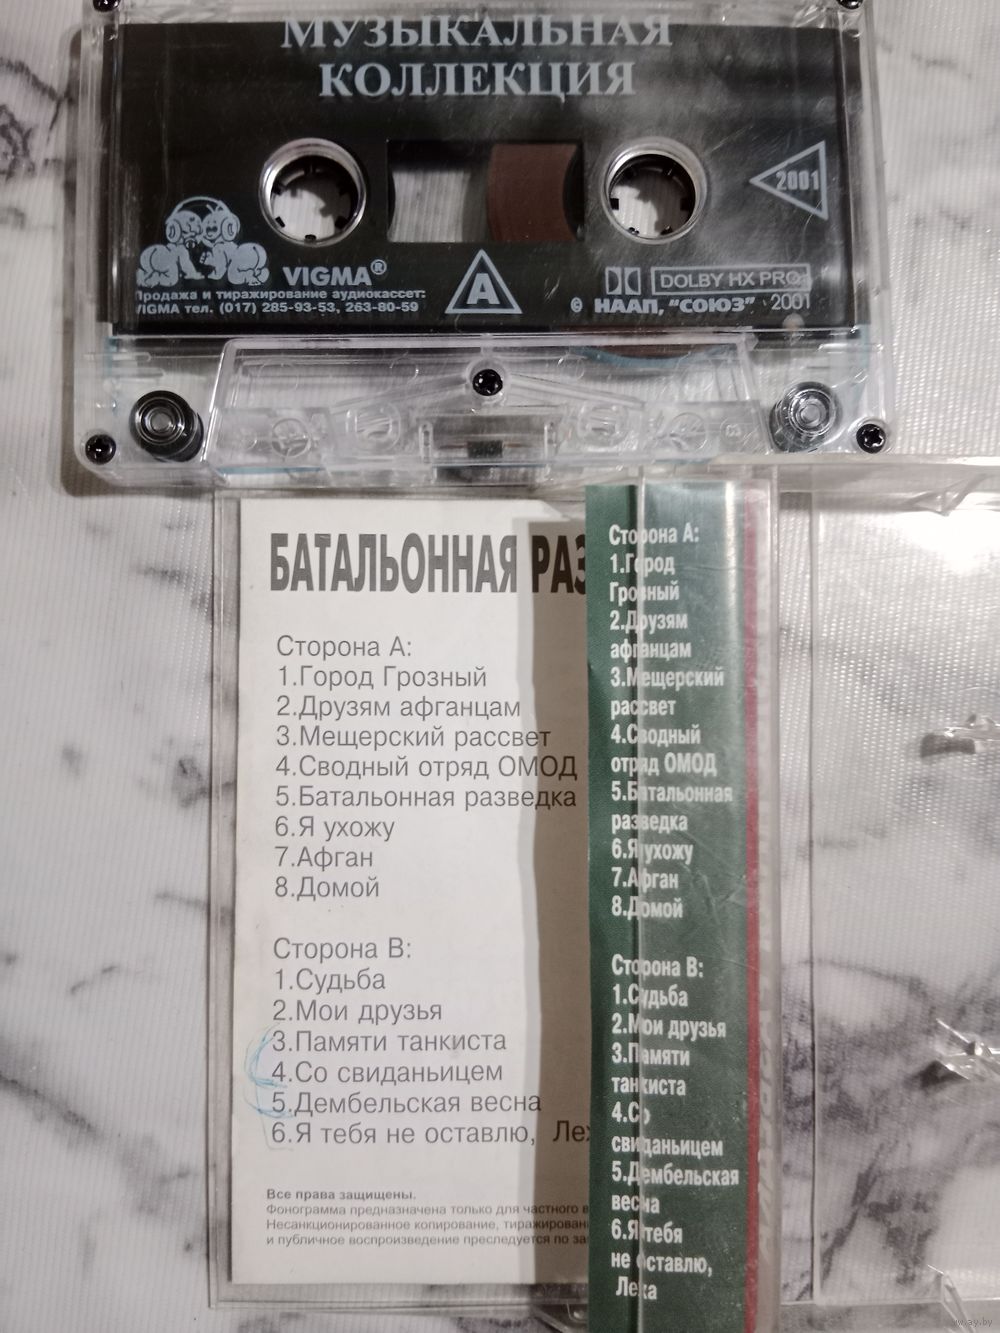 МУЗЫКАЛЬНАЯ
КОЛЛЕКЦИЯ
2001
VIGMA®
Продажа и тиражирование аудиокассет:
VIGMA тел. (017) 285-93-53, 263-80-59
A
DOLBY HX PRO
© НААП, "СОЮЗ" 2001
БАТАЛЬОННАЯ РАЗ
Сторона А:
1.Город Грозный
2.Друзям афганцам
3.Мещерский рассвет
4.Сводный отряд ОМОД
5.Батальонная разведка
6.Я ухожу
7.Афган
8.Домой
Сторона В:
1.Судьба
2.Мои друзья
3.Памяти танкиста
4.Со свиданьицем
5.Дембельская весна
6.Я тебя не оставлю, Лех
Все права защищены.
Фонограмма предназначена только для частного в
Несанкционированное копирование, тиражирован
и публичное воспроизведение преследуется по за
Сторона А:
1.Город
Грозный
2.Друзям
афганцам
3.Мещерский
рассвет
4.Сводный
отряд ОМОД
5.Батальонная
разведка
6.Я ухожу
7.Афган
8.Домой
Сторона В:
1.Судьба
2.Мои друзья
3.Памяти
танкиста
4.Со
свиданьицем
5.Дембельская
весна
6.Я тебя
не оставлю,
Леха